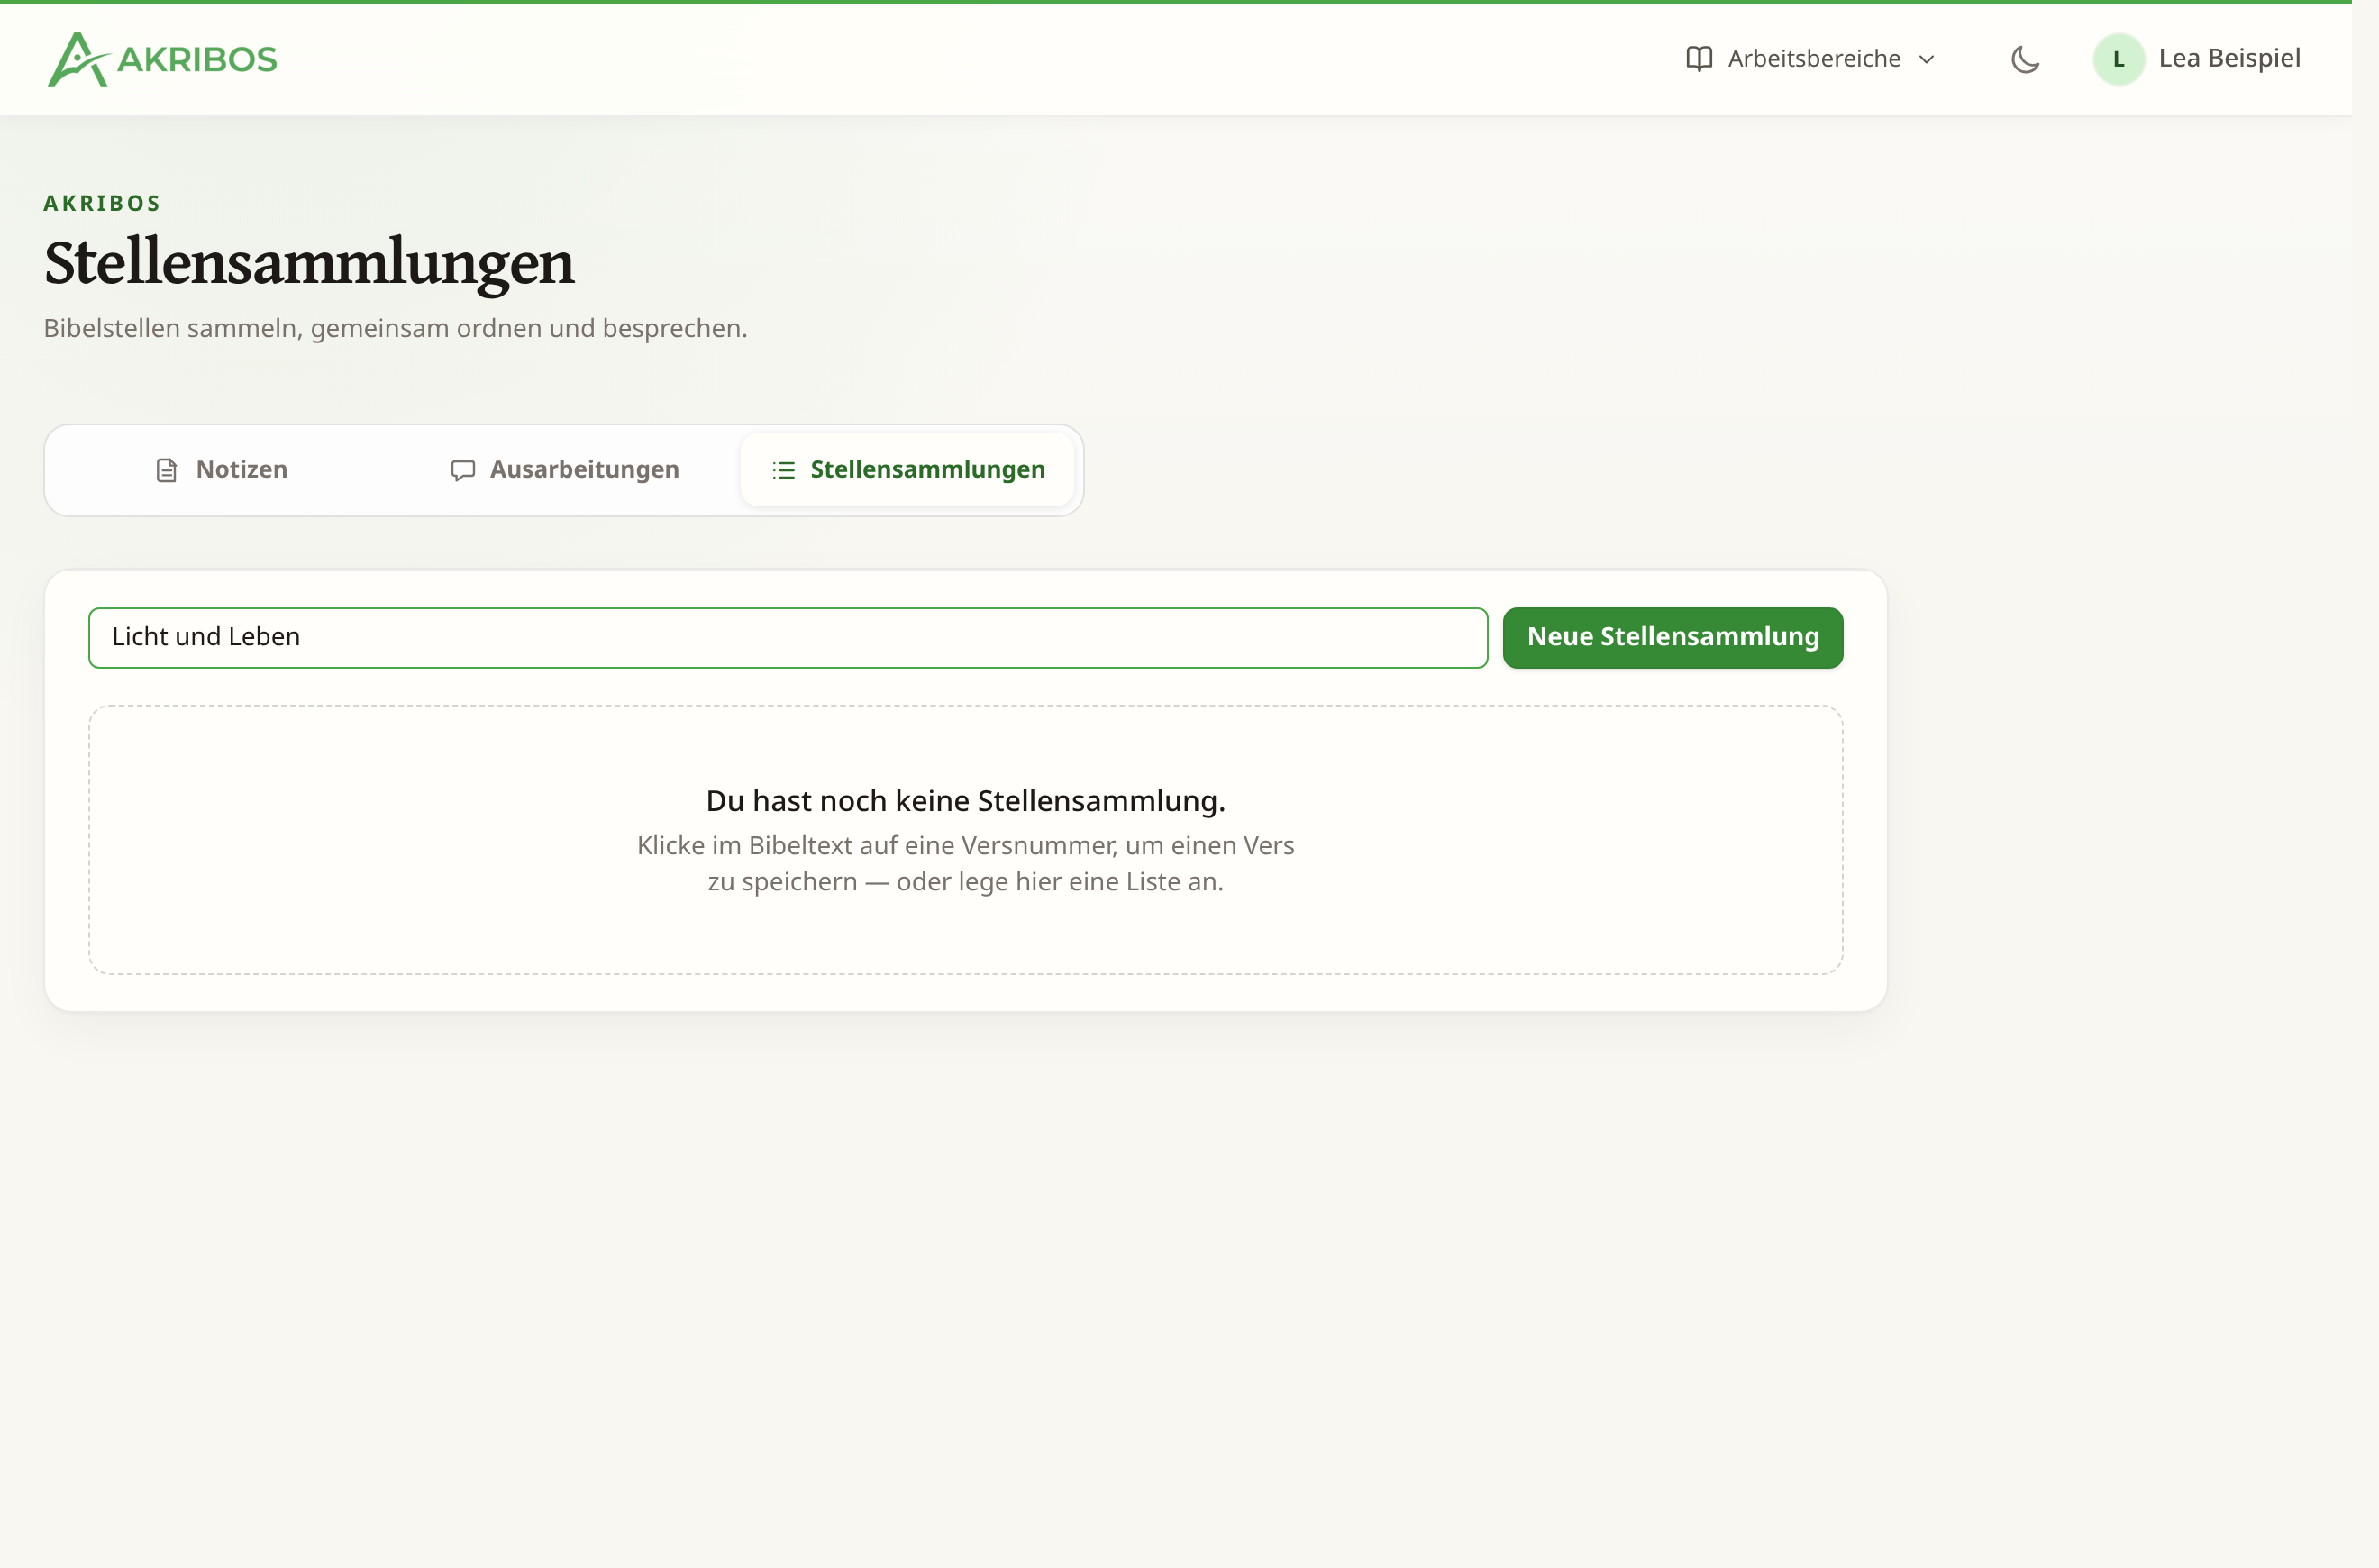 AKRIBOS
Arbeitsbereiche
L
Lea Beispiel
AKRIBOS
Stellensammlungen
Bibelstellen sammeln, gemeinsam ordnen und besprechen.
Notizen
Ausarbeitungen
Stellensammlungen
Licht und Leben
Neue Stellensammlung
Du hast noch keine Stellensammlung.
Klicke im Bibeltext auf eine Versnummer, um einen Vers
zu speichern — oder lege hier eine Liste an.